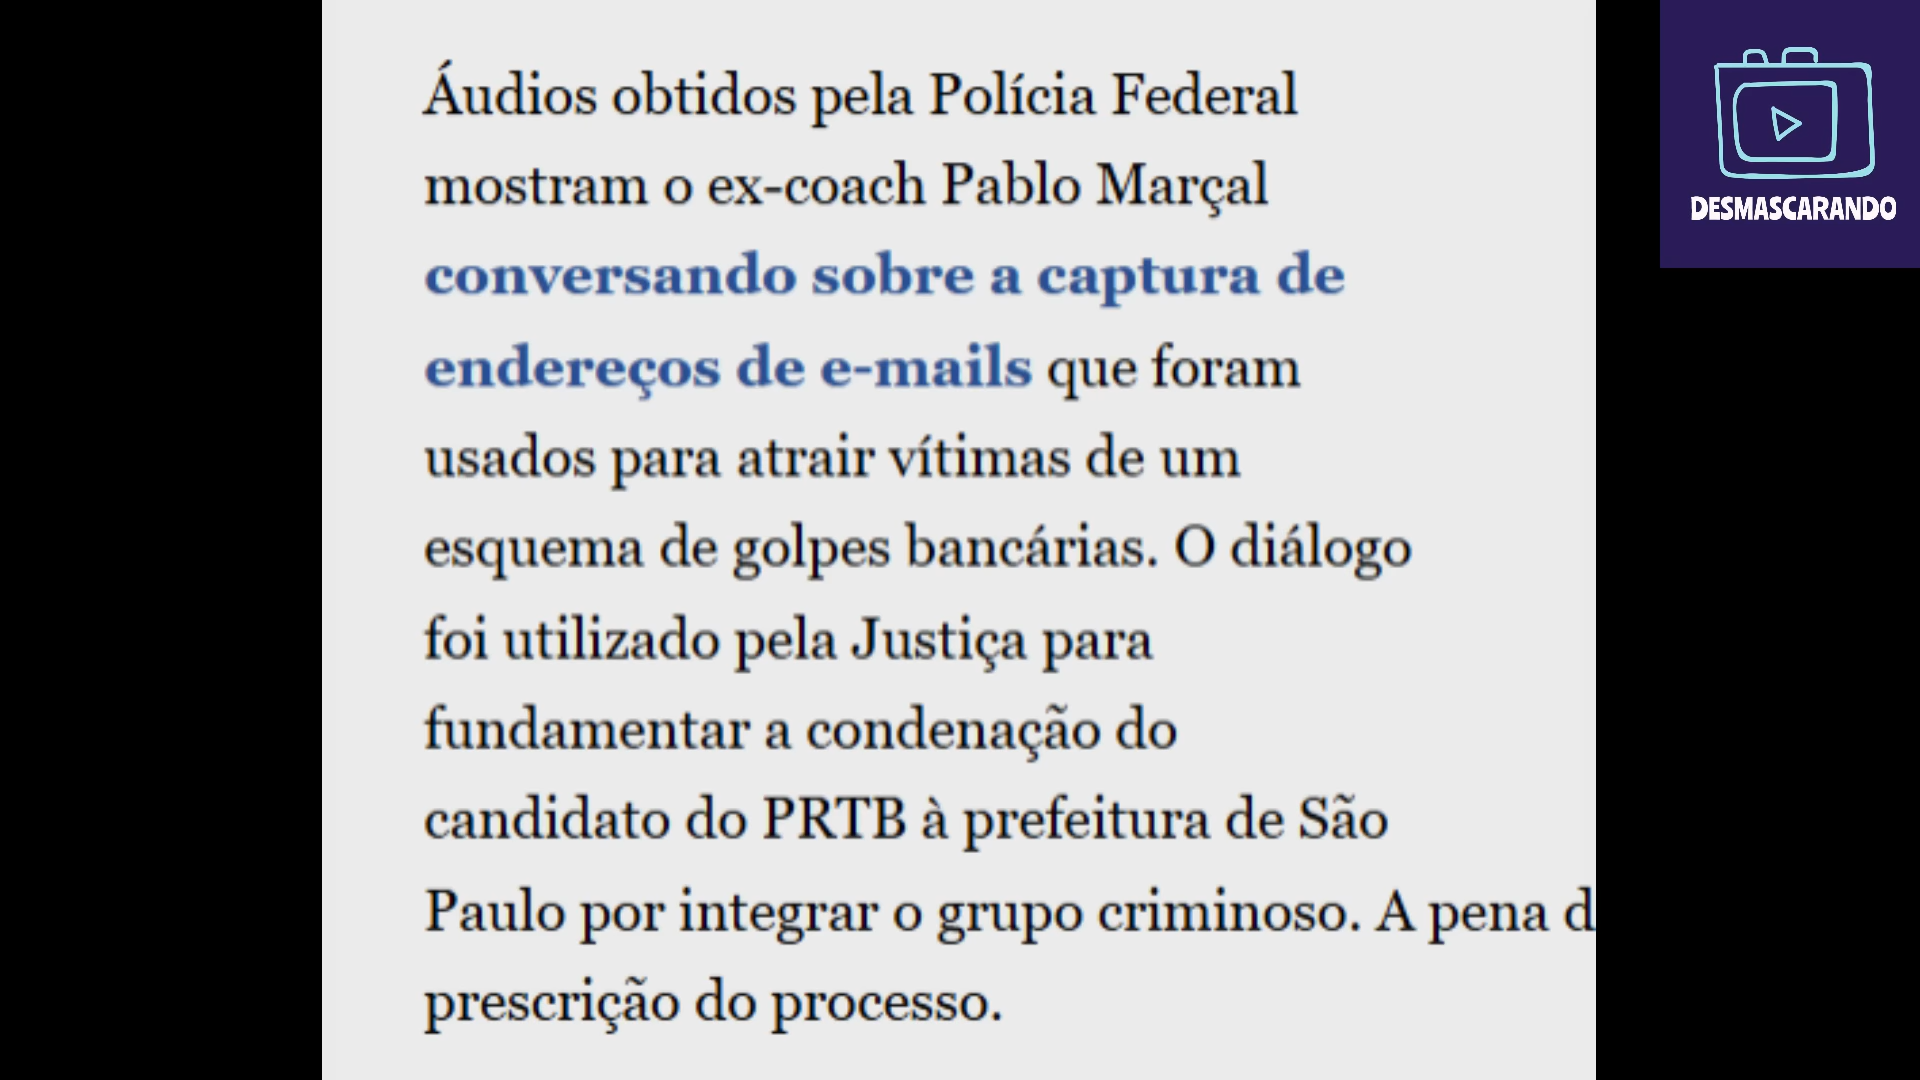 Áudios obtidos pela Polícia Federal
mostram o ex-coach Pablo Marçal
conversando sobre a captura de
endereços de e-mails que foram
usados para atrair vítimas de um
esquema de golpes bancárias. O diálogo
foi utilizado pela Justiça para
fundamentar a condenação do
candidato do PRTB à prefeitura de São
Paulo por integrar o grupo criminoso. A pena d
prescrição do processo.
DESMASCARANDO